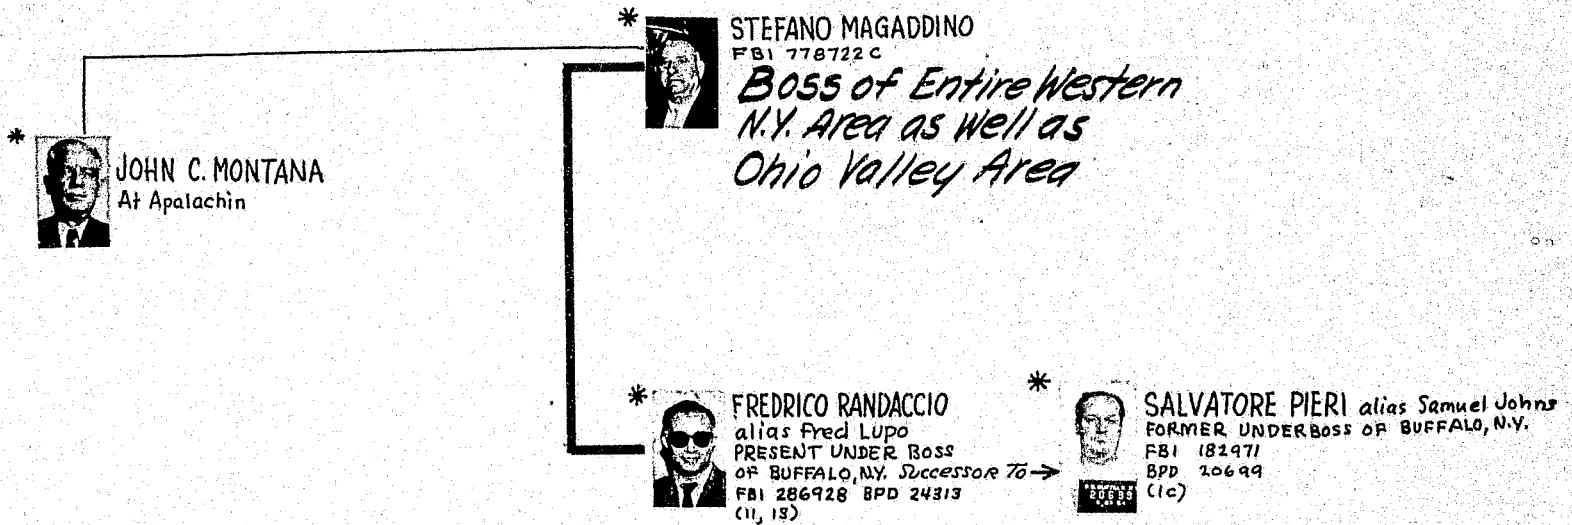 *
STEFANO MAGADDINO
FBI 778722C
Boss of Entire Western
N.Y. Area as well as
Ohio Valley Area
*
JOHN C. MONTANA
At Apalachin
on
*
FREDRICO RANDACCIO
alias Fred Lupo
PRESENT UNDER BOSS
OF BUFFALO, N.Y. Successor To →
FBI 286928 BPD 24313
(11, 13)
*
SALVATORE PIERI alias Samuel Johns
FORMER UNDERBOSS OF BUFFALO, N.Y.
FBI 182971
BPD 20699
(1c)
20699